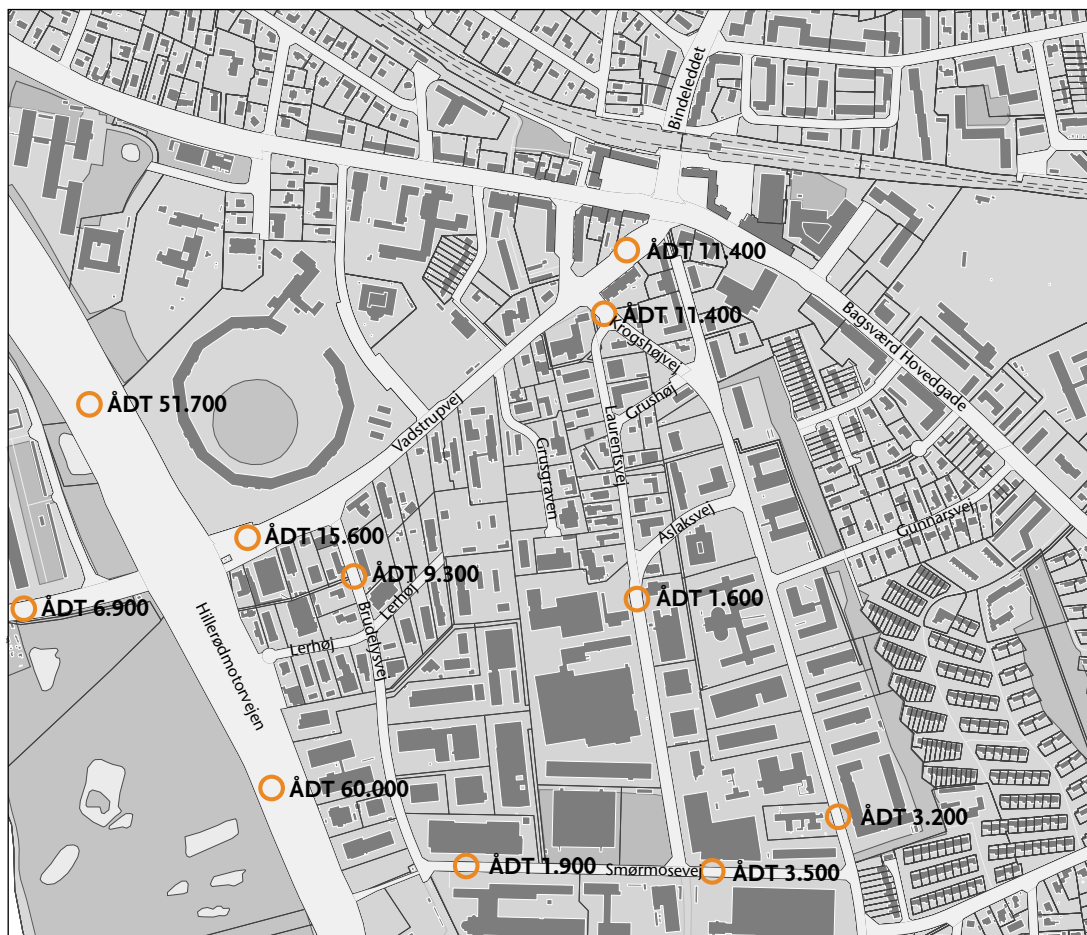 Bindeleddet
ÅDT 11.400
ÅDT 11.400
Krogshøjvej
Bagsværd Hovedgade
ÅDT 51.700
Vadstrupvej
Grushøj
Laurentsvej
Grusgraven
Aslaksvej
Gunnarsvej
ÅDT 15.600
ÅDT 9.300
ÅDT 6.900
ÅDT 1.600
Lerhøj
Lerhøj
Brudelysvej
Hillerødmotorvejen
ÅDT 60.000
ÅDT 3.200
ÅDT 1.900
Smørmosevej
ÅDT 3.500